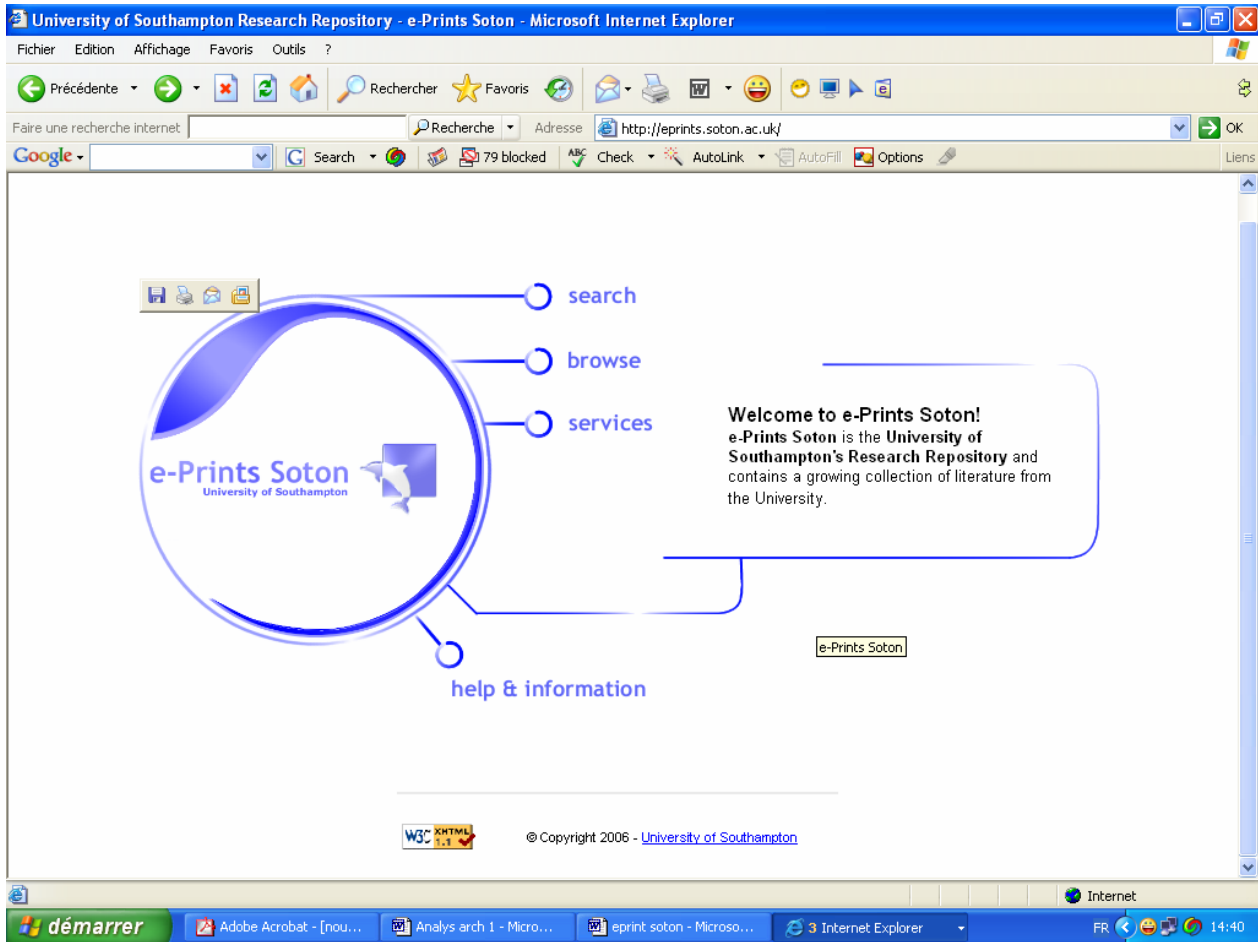 University of Southampton Research Repository - e-Prints Soton - Microsoft Internet Explorer
Fichier Edition Affichage Favoris Outils ?
Précédente Rechercher Favoris
Faire une recherche internet Recherche Adresse http://eprints.soton.ac.uk/ OK
Google Search 79 blocked ABC Check AutoLink AutoFill Options Liens
search
browse
services
e-Prints Soton
University of Southampton
Welcome to e-Prints Soton!
e-Prints Soton is the University of
Southampton's Research Repository and
contains a growing collection of literature from
the University.
e-Prints Soton
help & information
W3C XHTML 1.1
© Copyright 2006 - University of Southampton
Internet
démarrer Adobe Acrobat - [nou... Analys arch 1 - Micro... eprint soton - Microso... 3 Internet Explorer FR 14:40